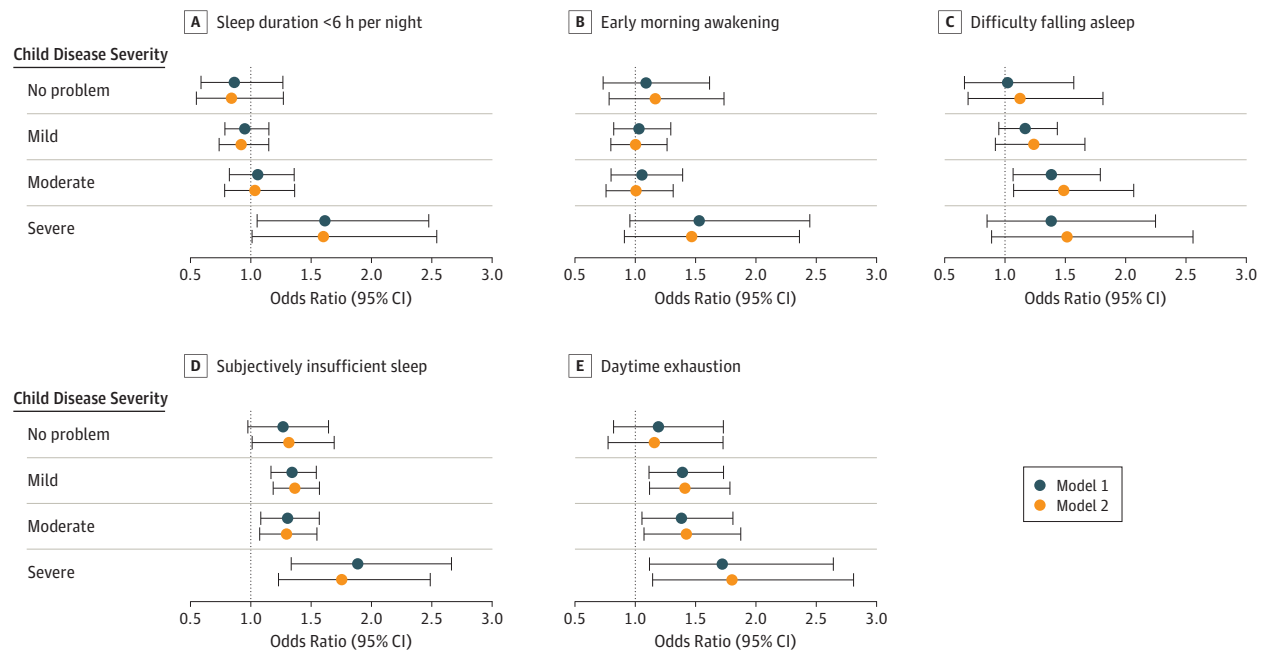 A Sleep duration <6 h per night
B Early morning awakening
C Difficulty falling asleep
Child Disease Severity
No problem
Mild
Moderate
Severe
0.5 1.0 1.5 2.0 2.5 3.0
Odds Ratio (95% CI)
0.5 1.0 1.5 2.0 2.5 3.0
Odds Ratio (95% CI)
0.5 1.0 1.5 2.0 2.5 3.0
Odds Ratio (95% CI)
D Subjectively insufficient sleep
E Daytime exhaustion
Child Disease Severity
No problem
Mild
Moderate
Severe
0.5 1.0 1.5 2.0 2.5 3.0
Odds Ratio (95% CI)
0.5 1.0 1.5 2.0 2.5 3.0
Odds Ratio (95% CI)
Model 1
Model 2